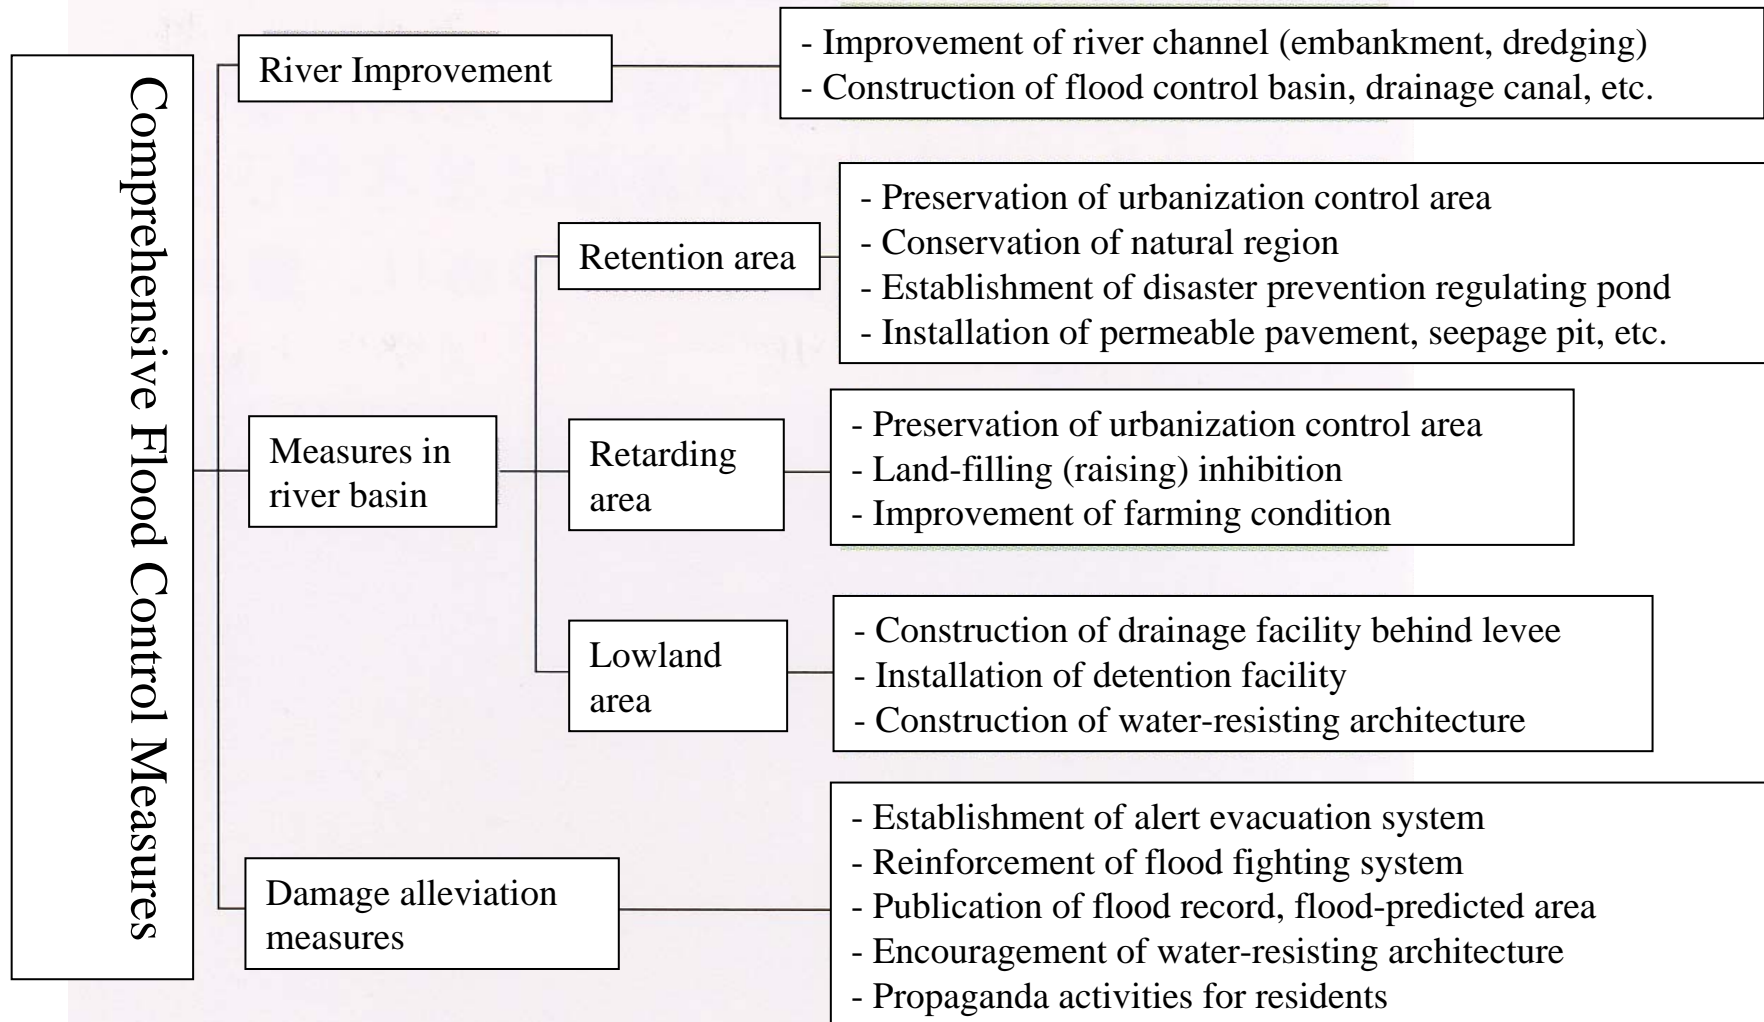 Comprehensive Flood Control Measures
River Improvement
- Improvement of river channel (embankment, dredging)
- Construction of flood control basin, drainage canal, etc.
Measures in
river basin
Retention area
- Preservation of urbanization control area
- Conservation of natural region
- Establishment of disaster prevention regulating pond
- Installation of permeable pavement, seepage pit, etc.
Retarding
area
- Preservation of urbanization control area
- Land-filling (raising) inhibition
- Improvement of farming condition
Lowland
area
- Construction of drainage facility behind levee
- Installation of detention facility
- Construction of water-resisting architecture
Damage alleviation
measures
- Establishment of alert evacuation system
- Reinforcement of flood fighting system
- Publication of flood record, flood-predicted area
- Encouragement of water-resisting architecture
- Propaganda activities for residents